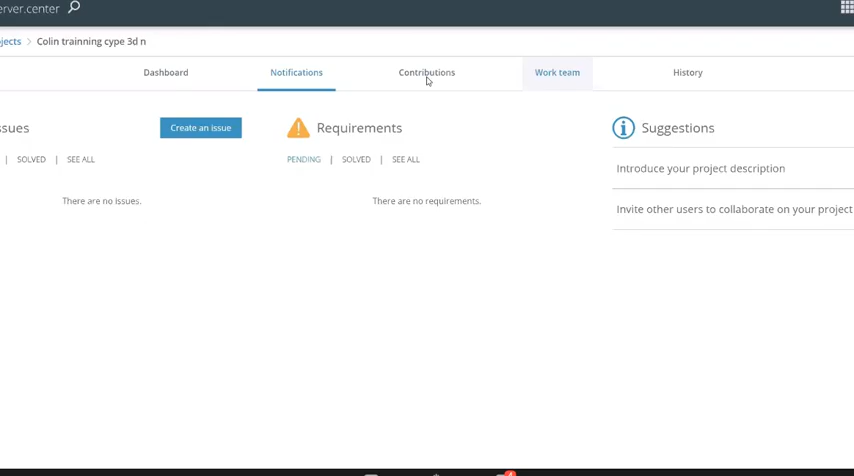 erver.center
jects > Colin trainning cype 3d n
Dashboard
Notifications
Contributions
Work team
History
ssues
Create an issue
| SOLVED | SEE ALL
There are no issues.
Requirements
PENDING | SOLVED | SEE ALL
There are no requirements.
Suggestions
Introduce your project description
Invite other users to collaborate on your project
4